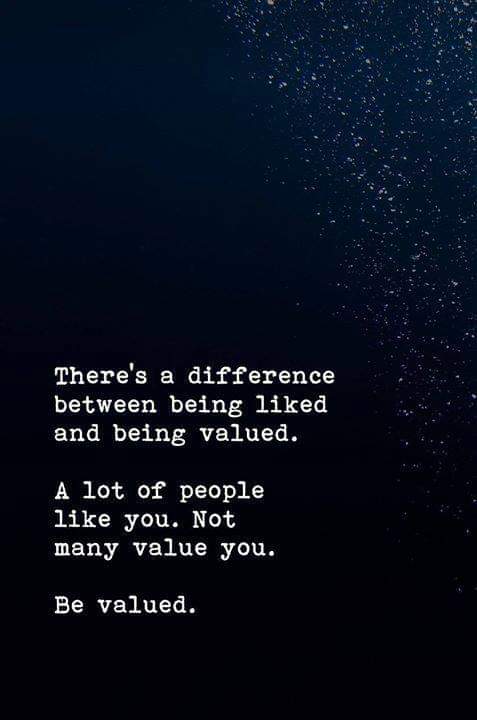 There's a difference
between being liked
and being valued.
A lot of people
like you. Not
many value you.
Be valued.